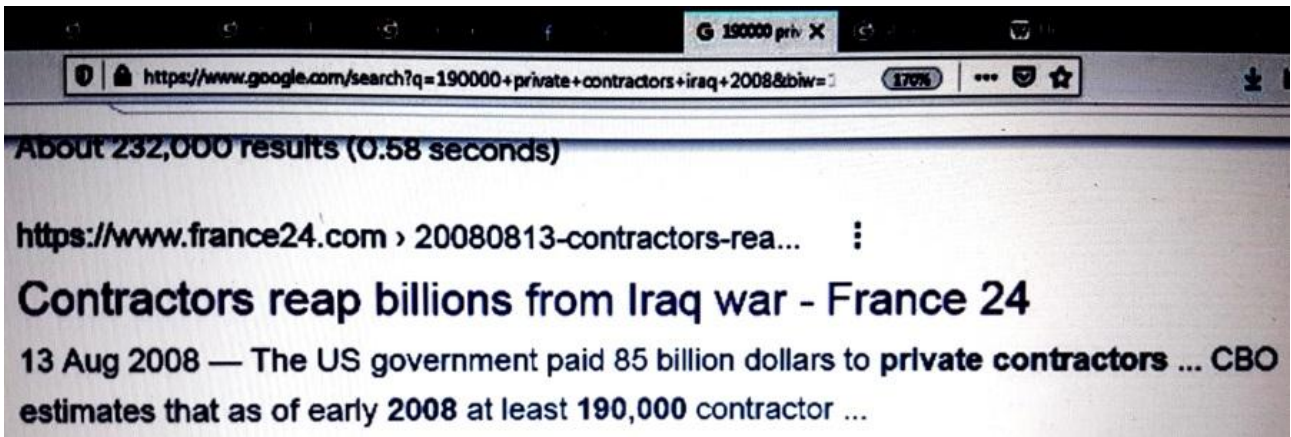 G 190000 priv X
https://www.google.com/search?q=190000+private+contractors+iraq+2008&biw= 170% ...
About 232,000 results (0.58 seconds)
https://www.france24.com › 20080813-contractors-rea... ⋮
Contractors reap billions from Iraq war - France 24
13 Aug 2008 — The US government paid 85 billion dollars to private contractors ... CBO
estimates that as of early 2008 at least 190,000 contractor ...